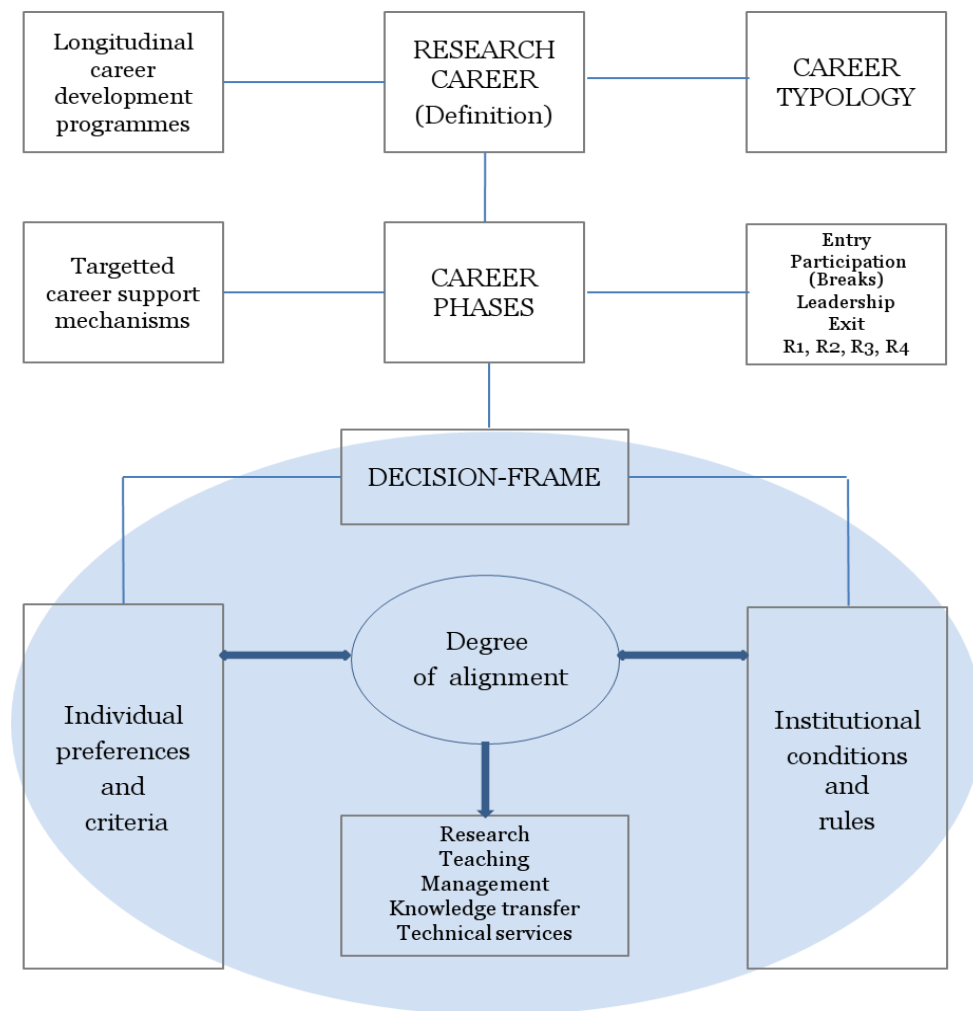 Longitudinal
career
development
programmes
RESEARCH
CAREER
(Definition)
CAREER
TYPOLOGY
Targetted
career support
mechanisms
CAREER
PHASES
Entry
Participation
(Breaks)
Leadership
Exit
R1, R2, R3, R4
DECISION-FRAME
Individual
preferences
and
criteria
Degree
of alignment
Institutional
conditions
and
rules
Research
Teaching
Management
Knowledge transfer
Technical services